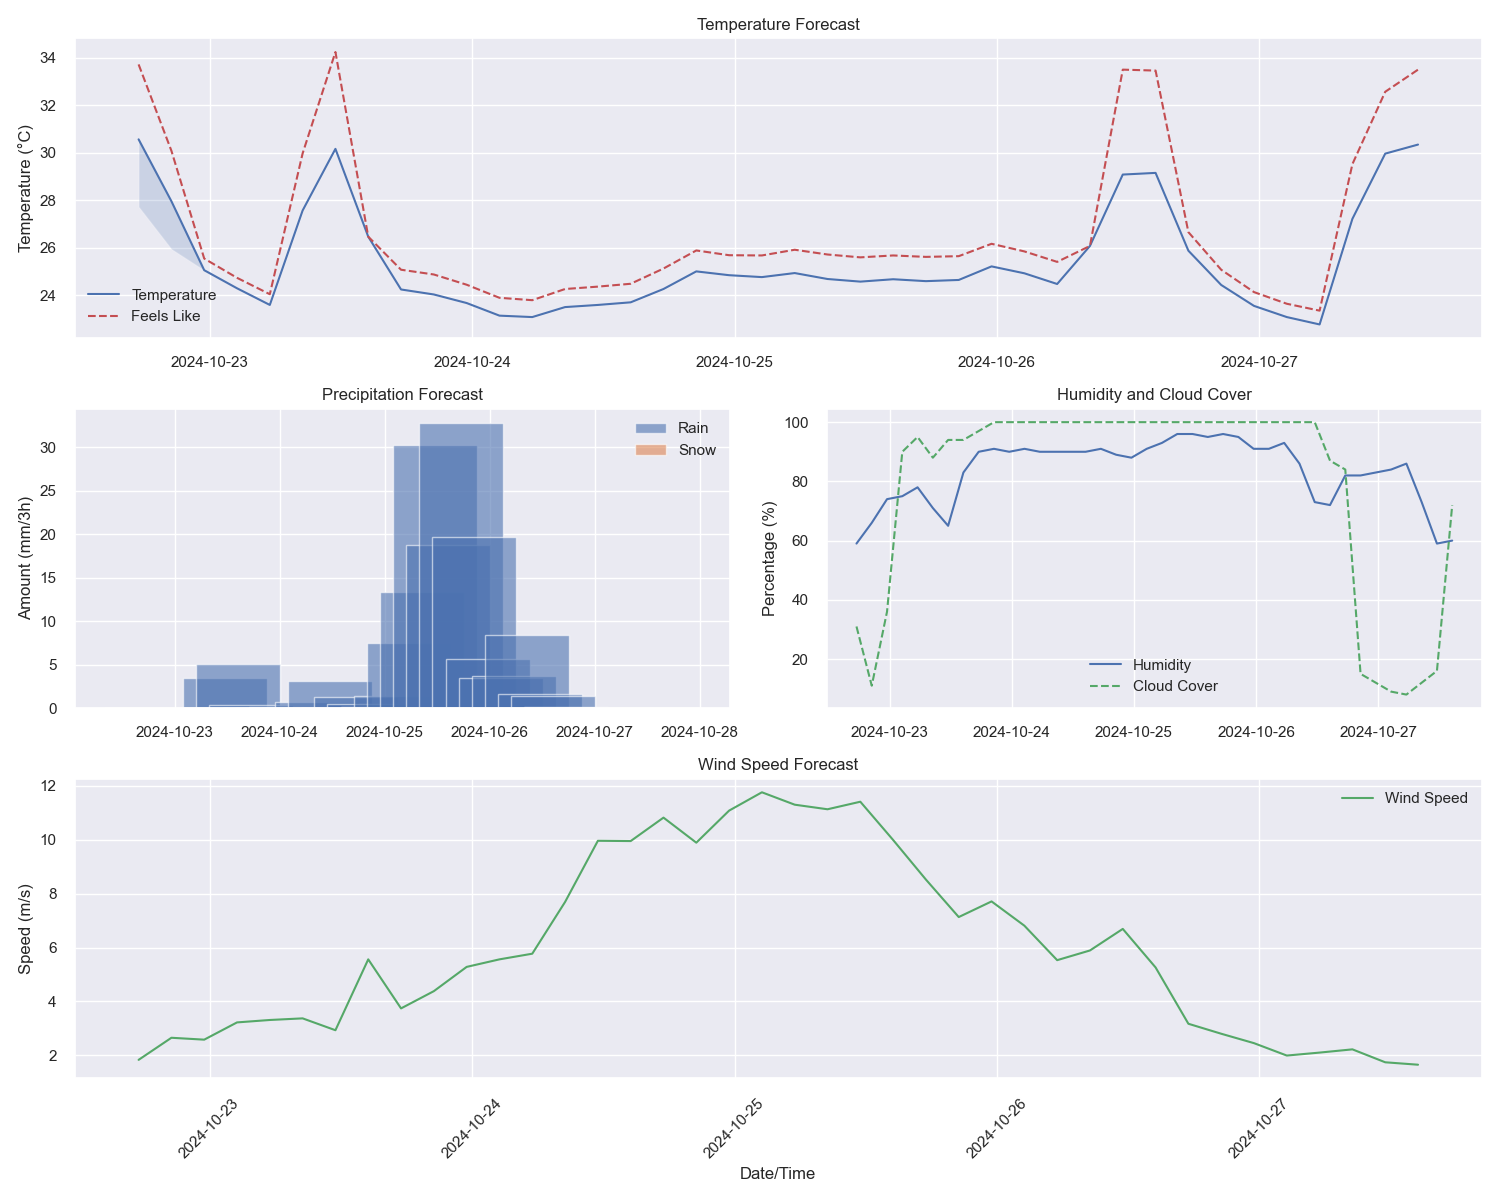 Temperature Forecast
Temperature (°C)
34
32
30
28
26
24
Temperature
Feels Like
2024-10-23
2024-10-24
2024-10-25
2024-10-26
2024-10-27
Precipitation Forecast
Amount (mm/3h)
30
25
20
15
10
5
0
Rain
Snow
2024-10-23
2024-10-24
2024-10-25
2024-10-26
2024-10-27
2024-10-28
Humidity and Cloud Cover
Percentage (%)
100
80
60
40
20
Humidity
Cloud Cover
2024-10-23
2024-10-24
2024-10-25
2024-10-26
2024-10-27
Wind Speed Forecast
Speed (m/s)
12
10
8
6
4
2
Wind Speed
2024-10-23
2024-10-24
2024-10-25
2024-10-26
2024-10-27
Date/Time